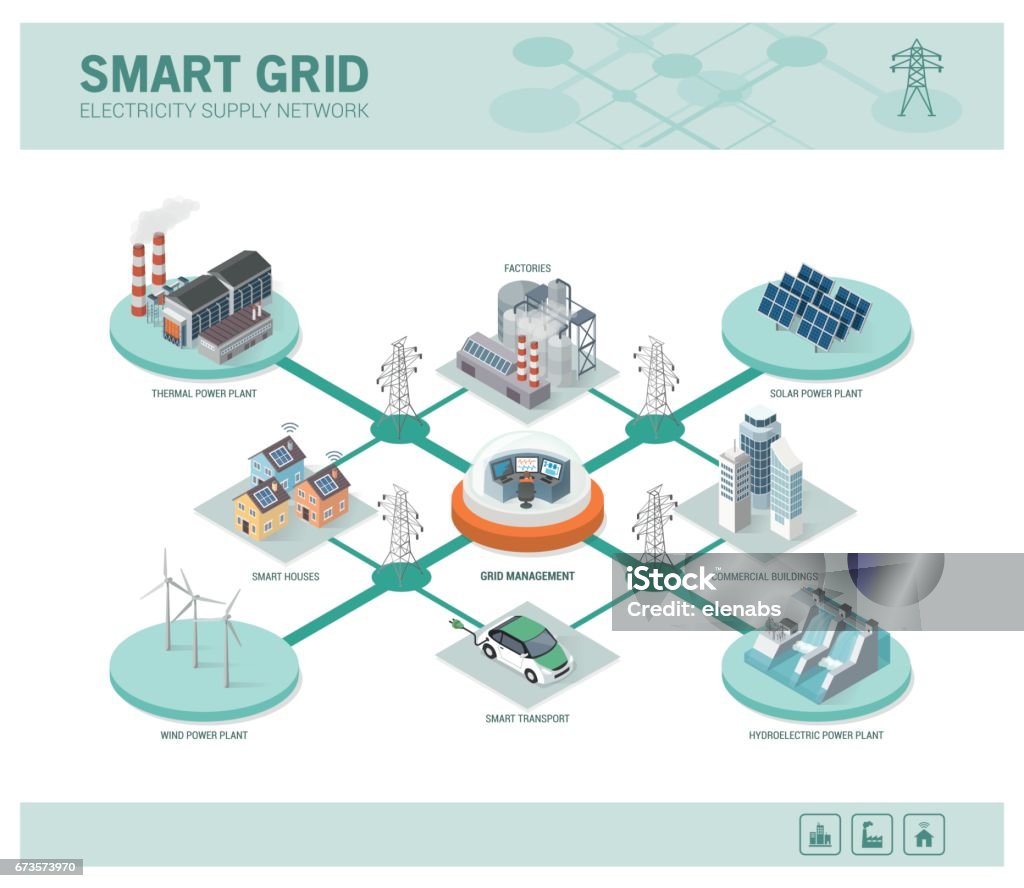 SMART GRID
ELECTRICITY SUPPLY NETWORK
FACTORIES
THERMAL POWER PLANT
SOLAR POWER PLANT
SMART HOUSES
GRID MANAGEMENT
COMMERCIAL BUILDINGS
iStock™
Credit: elenabs
SMART TRANSPORT
WIND POWER PLANT
HYDROELECTRIC POWER PLANT
673573970